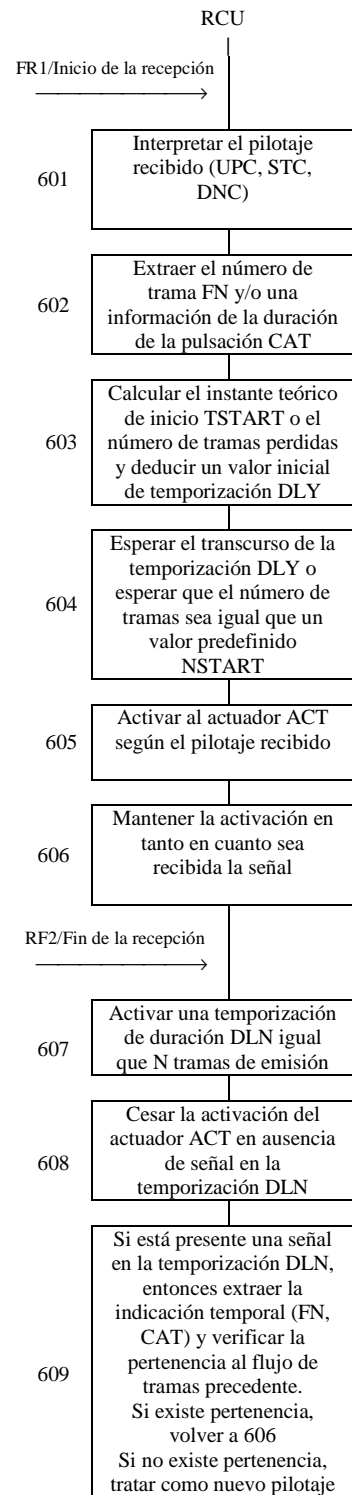 RCU
FR1/Inicio de la recepción
601
Interpretar el pilotaje
recibido (UPC, STC,
DNC)
602
Extraer el número de
trama FN y/o una
información de la duración
de la pulsación CAT
603
Calcular el instante teórico
de inicio TSTART o el
número de tramas perdidas
y deducir un valor inicial
de temporización DLY
604
Esperar el transcurso de la
temporización DLY o
esperar que el número de
tramas sea igual que un
valor predefinido
NSTART
605
Activar al actuador ACT
según el pilotaje recibido
606
Mantener la activación en
tanto en cuanto sea
recibida la señal
RF2/Fin de la recepción
607
Activar una temporización
de duración DLN igual
que N tramas de emisión
608
Cesar la activación del
actuador ACT en ausencia
de señal en la
temporización DLN
609
Si está presente una señal
en la temporización DLN,
entonces extraer la
indicación temporal (FN,
CAT) y verificar la
pertenencia al flujo de
tramas precedente.
Si existe pertenencia,
volver a 606
Si no existe pertenencia,
tratar como nuevo pilotaje